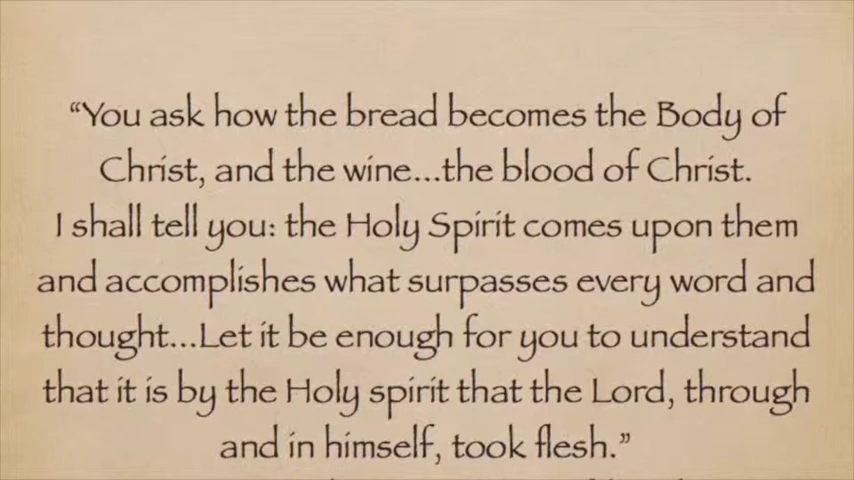 “You ask how the bread becomes the Body of
Christ, and the wine...the blood of Christ.
I shall tell you: the Holy Spirit comes upon them
and accomplishes what surpasses every word and
thought...Let it be enough for you to understand
that it is by the Holy spirit that the Lord, through
and in himself, took flesh.”